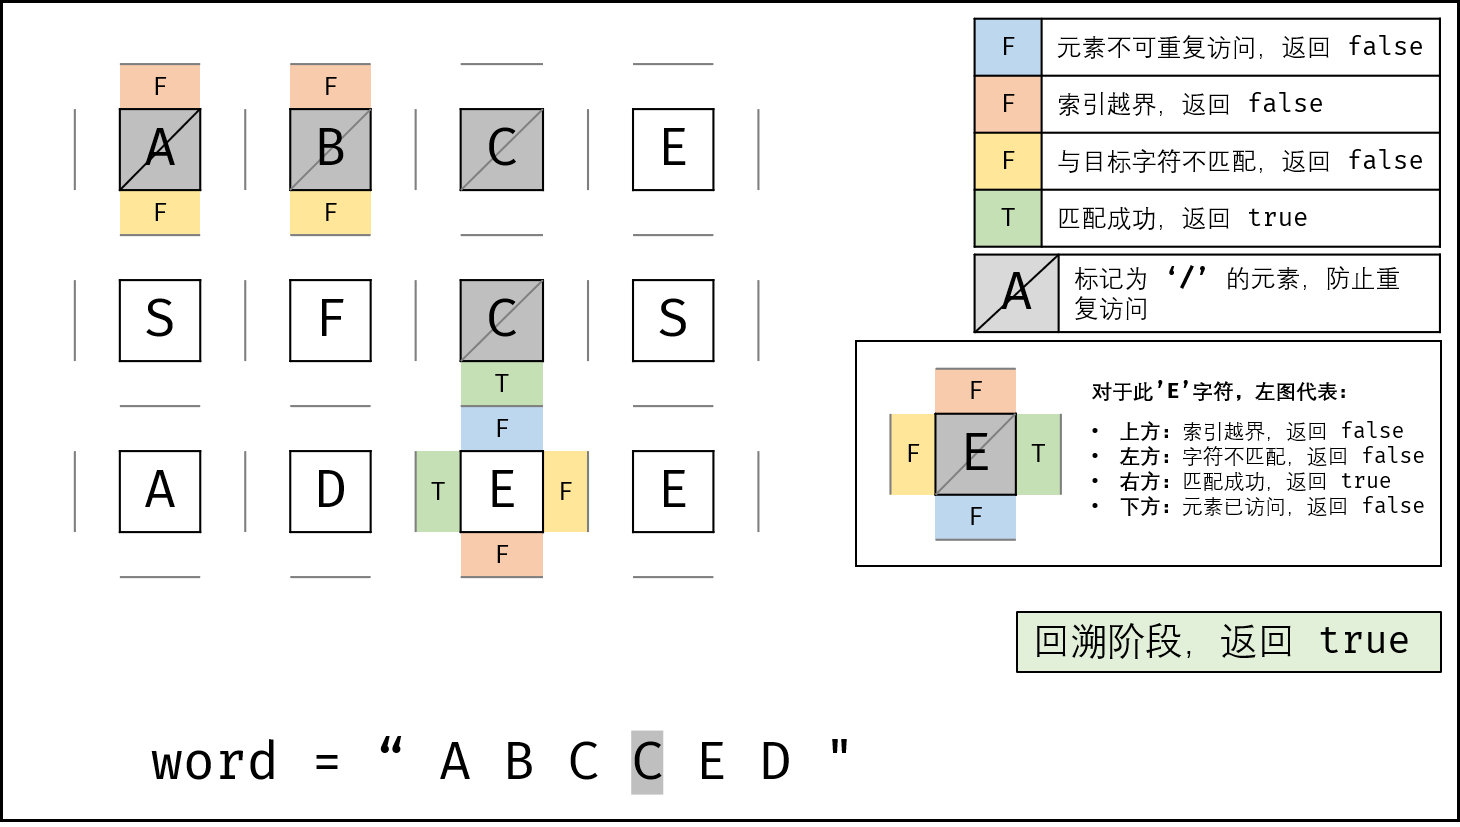 F F
A B C E
F F
S F C S
T
F
A D T E F E
F
F 元素不可重复访问，返回 false
F 索引越界，返回 false
F 与目标字符不匹配，返回 false
T 匹配成功，返回 true
A 标记为 ‘/’ 的元素，防止重
复访问
F
F E T
F
对于此’E’字符，左图代表：
• 上方：索引越界，返回 false
• 左方：字符不匹配，返回 false
• 右方：匹配成功，返回 true
• 下方：元素已访问，返回 false
回溯阶段，返回 true
word = “ A B C C E D "